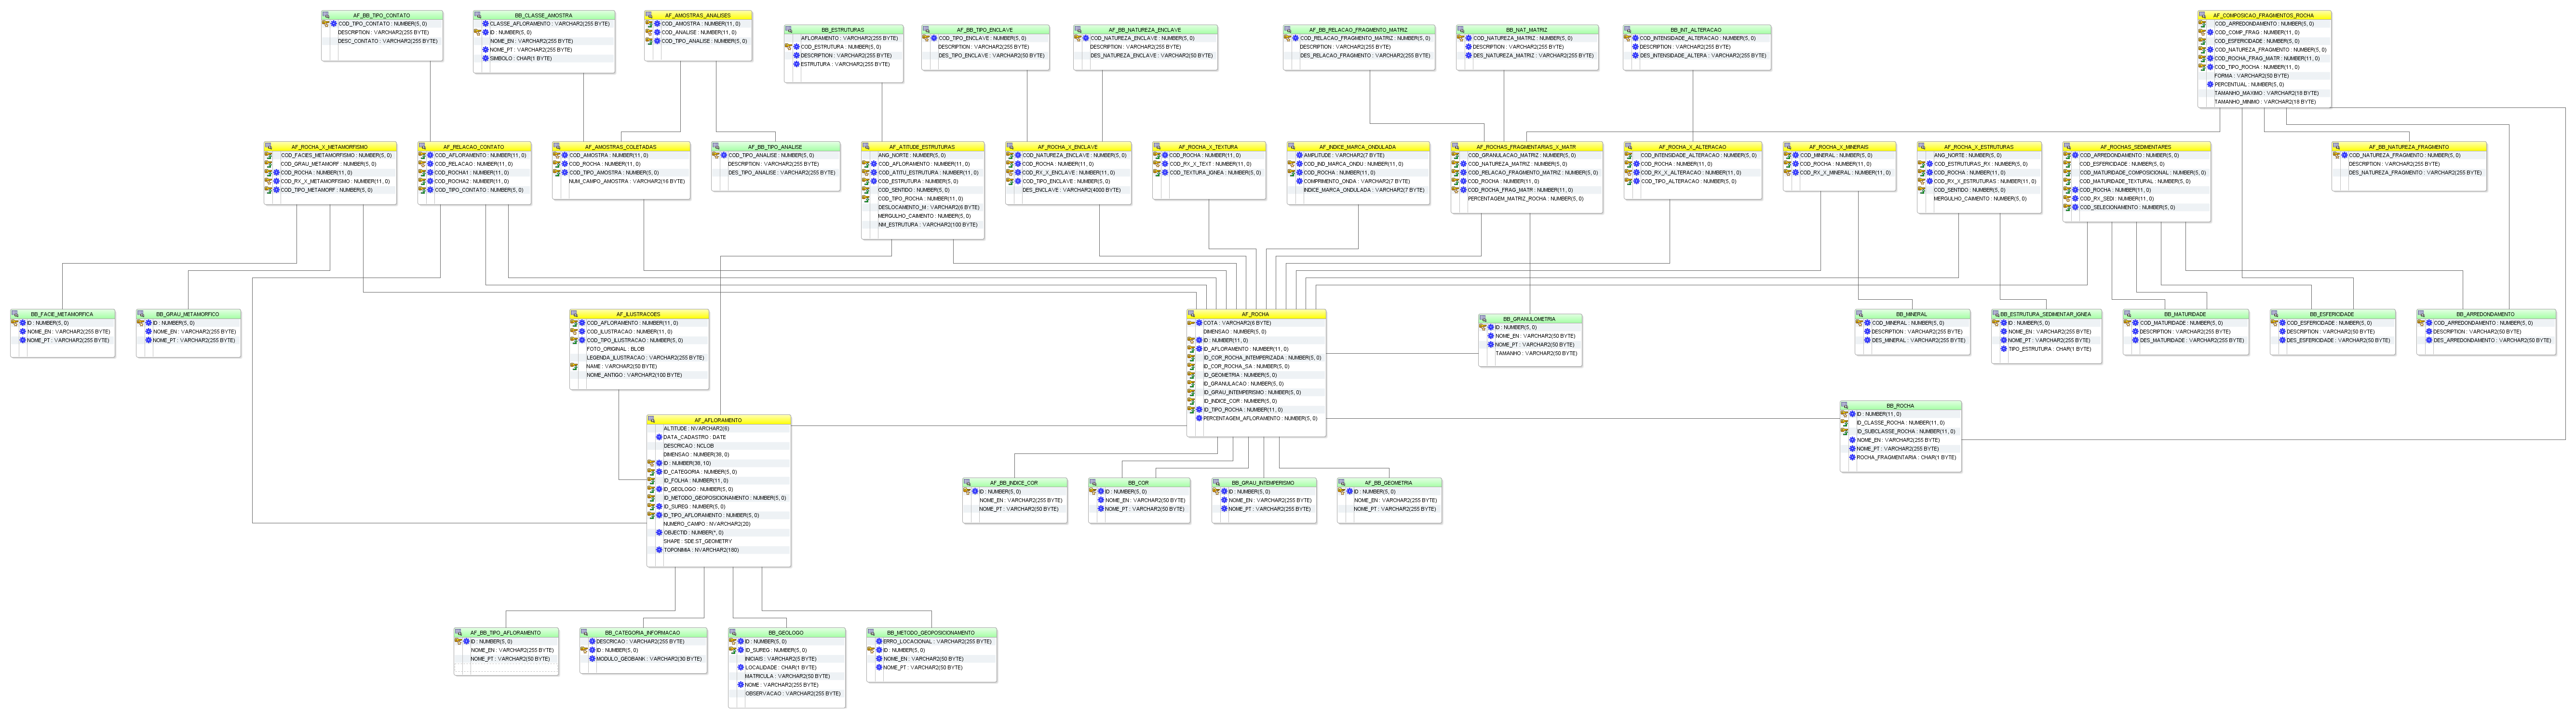 AF_BB_TIPO_CONTATO
COD_TIPO_CONTATO : NUMBER(5, 0)
DESCRIPTION : VARCHAR2(255 BYTE)
DESC_CONTATO : VARCHAR2(255 BYTE)
BB_CLASSE_AMOSTRA
CLASSE_AFLORAMENTO : VARCHAR2(255 BYTE)
ID : NUMBER(5, 0)
NOME_EN : VARCHAR2(255 BYTE)
NOME_PT : VARCHAR2(255 BYTE)
SIMBOLO : CHAR(1 BYTE)
AF_AMOSTRAS_ANALISES
COD_AMOSTRA : NUMBER(11, 0)
COD_ANALISE : NUMBER(11, 0)
COD_TIPO_ANALISE : NUMBER(5, 0)
BB_ESTRUTURAS
AFLORAMENTO : VARCHAR2(255 BYTE)
COD_ESTRUTURA : NUMBER(5, 0)
DESCRIPTION : VARCHAR2(255 BYTE)
ESTRUTURA : VARCHAR2(255 BYTE)
AF_BB_TIPO_ENCLAVE
COD_TIPO_ENCLAVE : NUMBER(5, 0)
DESCRIPTION : VARCHAR2(255 BYTE)
DES_TIPO_ENCLAVE : VARCHAR2(50 BYTE)
AF_BB_NATUREZA_ENCLAVE
COD_NATUREZA_ENCLAVE : NUMBER(5, 0)
DESCRIPTION : VARCHAR2(255 BYTE)
DES_NATUREZA_ENCLAVE : VARCHAR2(50 BYTE)
AF_BB_RELACAO_FRAGMENTO_MATRIZ
COD_RELACAO_FRAGMENTO_MATRIZ : NUMBER(5, 0)
DESCRIPTION : VARCHAR2(255 BYTE)
DES_RELACAO_FRAGMENTO : VARCHAR2(255 BYTE)
BB_NAT_MATRIZ
COD_NATUREZA_MATRIZ : NUMBER(5, 0)
DESCRIPTION : VARCHAR2(255 BYTE)
DES_NATUREZA_MATRIZ : VARCHAR2(255 BYTE)
BB_INT_ALTERACAO
COD_INTENSIDADE_ALTERACAO : NUMBER(5, 0)
DESCRIPTION : VARCHAR2(255 BYTE)
DES_INTENSIDADE_ALTERA : VARCHAR2(255 BYTE)
AF_COMPOSICAO_FRAGMENTOS_ROCHA
COD_ARREDONDAMENTO : NUMBER(5, 0)
COD_COMP_FRAG : NUMBER(11, 0)
COD_ESFERICIDADE : NUMBER(5, 0)
COD_NATUREZA_FRAGMENTO : NUMBER(5, 0)
COD_ROCHA_FRAG_MATR : NUMBER(11, 0)
COD_TIPO_ROCHA : NUMBER(11, 0)
FORMA : VARCHAR2(50 BYTE)
PERCENTUAL : NUMBER(5, 0)
TAMANHO_MAXIMO : VARCHAR2(18 BYTE)
TAMANHO_MINIMO : VARCHAR2(18 BYTE)
AF_ROCHA_X_METAMORFISMO
COD_FACIES_METAMORFISMO : NUMBER(5, 0)
COD_GRAU_METAMORF : NUMBER(5, 0)
COD_ROCHA : NUMBER(11, 0)
COD_RX_X_METAMORFISMO : NUMBER(11, 0)
COD_TIPO_METAMORF : NUMBER(5, 0)
AF_RELACAO_CONTATO
COD_AFLORAMENTO : NUMBER(11, 0)
COD_RELACAO : NUMBER(11, 0)
COD_ROCHA1 : NUMBER(11, 0)
COD_ROCHA2 : NUMBER(11, 0)
COD_TIPO_CONTATO : NUMBER(5, 0)
AF_AMOSTRAS_COLETADAS
COD_AMOSTRA : NUMBER(11, 0)
COD_ROCHA : NUMBER(11, 0)
COD_TIPO_AMOSTRA : NUMBER(5, 0)
NUM_CAMPO_AMOSTRA : VARCHAR2(16 BYTE)
AF_BB_TIPO_ANALISE
COD_TIPO_ANALISE : NUMBER(5, 0)
DESCRIPTION : VARCHAR2(255 BYTE)
DES_TIPO_ANALISE : VARCHAR2(255 BYTE)
AF_ATITUDE_ESTRUTURAS
ANG_NORTE : NUMBER(5, 0)
COD_AFLORAMENTO : NUMBER(11, 0)
COD_ATITU_ESTRUTURA : NUMBER(11, 0)
COD_ESTRUTURA : NUMBER(5, 0)
COD_SENTIDO : NUMBER(5, 0)
COD_TIPO_ROCHA : NUMBER(11, 0)
DESLOCAMENTO_M : VARCHAR2(6 BYTE)
MERGULHO_CAIMENTO : NUMBER(5, 0)
NM_ESTRUTURA : VARCHAR2(100 BYTE)
AF_ROCHA_X_ENCLAVE
COD_NATUREZA_ENCLAVE : NUMBER(5, 0)
COD_ROCHA : NUMBER(11, 0)
COD_RX_X_ENCLAVE : NUMBER(11, 0)
COD_TIPO_ENCLAVE : NUMBER(5, 0)
DES_ENCLAVE : VARCHAR2(4000 BYTE)
AF_ROCHA_X_TEXTURA
COD_ROCHA : NUMBER(11, 0)
COD_RX_X_TEXT : NUMBER(11, 0)
COD_TEXTURA_IGNEA : NUMBER(5, 0)
AF_INDICE_MARCA_ONDULADA
AMPLITUDE : VARCHAR2(7 BYTE)
COD_IND_MARCA_ONDU : NUMBER(11, 0)
COD_ROCHA : NUMBER(11, 0)
COMPRIMENTO_ONDA : VARCHAR2(7 BYTE)
INDICE_MARCA_ONDULADA : VARCHAR2(7 BYTE)
AF_ROCHAS_FRAGMENTARIAS_X_MATR
COD_GRANULACAO_MATRIZ : NUMBER(5, 0)
COD_NATUREZA_MATRIZ : NUMBER(5, 0)
COD_RELACAO_FRAGMENTO_MATRIZ : NUMBER(5, 0)
COD_ROCHA : NUMBER(11, 0)
COD_ROCHA_FRAG_MATR : NUMBER(11, 0)
PERCENTAGEM_MATRIZ_ROCHA : NUMBER(5, 0)
AF_ROCHA_X_ALTERACAO
COD_INTENSIDADE_ALTERACAO : NUMBER(5, 0)
COD_ROCHA : NUMBER(11, 0)
COD_RX_X_ALTERACAO : NUMBER(11, 0)
COD_TIPO_ALTERACAO : NUMBER(5, 0)
AF_ROCHA_X_MINERAIS
COD_MINERAL : NUMBER(5, 0)
COD_ROCHA : NUMBER(11, 0)
COD_RX_X_MINERAL : NUMBER(11, 0)
AF_ROCHA_X_ESTRUTURAS
ANG_NORTE : NUMBER(5, 0)
COD_ESTRUTURAS_RX : NUMBER(5, 0)
COD_ROCHA : NUMBER(11, 0)
COD_RX_X_ESTRUTURAS : NUMBER(11, 0)
COD_SENTIDO : NUMBER(5, 0)
MERGULHO_CAIMENTO : NUMBER(5, 0)
AF_ROCHAS_SEDIMENTARES
COD_ARREDONDAMENTO : NUMBER(5, 0)
COD_ESFERICIDADE : NUMBER(5, 0)
COD_MATURIDADE_COMPOSICIONAL : NUMBER(5, 0)
COD_MATURIDADE_TEXTURAL : NUMBER(5, 0)
COD_ROCHA : NUMBER(11, 0)
COD_RX_SEDI : NUMBER(11, 0)
COD_SELECIONAMENTO : NUMBER(5, 0)
AF_BB_NATUREZA_FRAGMENTO
COD_NATUREZA_FRAGMENTO : NUMBER(5, 0)
DESCRIPTION : VARCHAR2(255 BYTE)
DES_NATUREZA_FRAGMENTO : VARCHAR2(255 BYTE)
BB_FACIE_METAMORFICA
ID : NUMBER(5, 0)
NOME_EN : VARCHAR2(255 BYTE)
NOME_PT : VARCHAR2(255 BYTE)
BB_GRAU_METAMORFICO
ID : NUMBER(5, 0)
NOME_EN : VARCHAR2(255 BYTE)
NOME_PT : VARCHAR2(255 BYTE)
AF_ILUSTRACOES
COD_AFLORAMENTO : NUMBER(11, 0)
COD_ILUSTRACAO : NUMBER(11, 0)
COD_TIPO_ILUSTRACAO : NUMBER(5, 0)
FOTO_ORIGINAL : BLOB
LEGENDA_ILUSTRACAO : VARCHAR2(255 BYTE)
NAME : VARCHAR2(50 BYTE)
NOME_ANTIGO : VARCHAR2(100 BYTE)
AF_ROCHA
COTA : VARCHAR2(6 BYTE)
DIMENSAO : NUMBER(5, 0)
ID : NUMBER(11, 0)
ID_AFLORAMENTO : NUMBER(11, 0)
ID_COR_ROCHA_INTEMPERIZADA : NUMBER(5, 0)
ID_COR_ROCHA_SA : NUMBER(5, 0)
ID_GEOMETRIA : NUMBER(5, 0)
ID_GRANULACAO : NUMBER(5, 0)
ID_GRAU_INTEMPERISMO : NUMBER(5, 0)
ID_INDICE_COR : NUMBER(5, 0)
ID_TIPO_ROCHA : NUMBER(11, 0)
PERCENTAGEM_AFLORAMENTO : NUMBER(5, 0)
BB_GRANULOMETRIA
ID : NUMBER(5, 0)
NOME_EN : VARCHAR2(50 BYTE)
NOME_PT : VARCHAR2(50 BYTE)
TAMANHO : VARCHAR2(50 BYTE)
BB_MINERAL
COD_MINERAL : NUMBER(5, 0)
DESCRIPTION : VARCHAR2(255 BYTE)
DES_MINERAL : VARCHAR2(255 BYTE)
BB_ESTRUTURA_SEDIMENTAR_IGNEA
ID : NUMBER(5, 0)
NOME_EN : VARCHAR2(255 BYTE)
NOME_PT : VARCHAR2(255 BYTE)
TIPO_ESTRUTURA : CHAR(1 BYTE)
BB_MATURIDADE
COD_MATURIDADE : NUMBER(5, 0)
DESCRIPTION : VARCHAR2(255 BYTE)
DES_MATURIDADE : VARCHAR2(255 BYTE)
BB_ESFERICIDADE
COD_ESFERICIDADE : NUMBER(5, 0)
DESCRIPTION : VARCHAR2(50 BYTE)
DES_ESFERICIDADE : VARCHAR2(50 BYTE)
BB_ARREDONDAMENTO
COD_ARREDONDAMENTO : NUMBER(5, 0)
DESCRIPTION : VARCHAR2(50 BYTE)
DES_ARREDONDAMENTO : VARCHAR2(50 BYTE)
BB_ROCHA
ID : NUMBER(11, 0)
ID_CLASSE_ROCHA : NUMBER(11, 0)
ID_SUBCLASSE_ROCHA : NUMBER(11, 0)
NOME_EN : VARCHAR2(255 BYTE)
NOME_PT : VARCHAR2(255 BYTE)
ROCHA_FRAGMENTARIA : CHAR(1 BYTE)
AF_AFLORAMENTO
ALTITUDE : NVARCHAR2(6)
DATA_CADASTRO : DATE
DESCRICAO : NCLOB
DIMENSAO : NUMBER(38, 0)
ID : NUMBER(38, 10)
ID_CATEGORIA : NUMBER(5, 0)
ID_FOLHA : NUMBER(11, 0)
ID_GEOLOGO : NUMBER(5, 0)
ID_METODO_GEOPOSICIONAMENTO : NUMBER(5, 0)
ID_SUREG : NUMBER(5, 0)
ID_TIPO_AFLORAMENTO : NUMBER(5, 0)
NUMERO_CAMPO : NVARCHAR2(20)
OBJECTID : NUMBER(*, 0)
SHAPE : SDE.ST_GEOMETRY
TOPONIMIA : NVARCHAR2(180)
AF_BB_INDICE_COR
ID : NUMBER(5, 0)
NOME_EN : VARCHAR2(255 BYTE)
NOME_PT : VARCHAR2(50 BYTE)
BB_COR
ID : NUMBER(5, 0)
NOME_EN : VARCHAR2(50 BYTE)
NOME_PT : VARCHAR2(50 BYTE)
BB_GRAU_INTEMPERISMO
ID : NUMBER(5, 0)
NOME_EN : VARCHAR2(255 BYTE)
NOME_PT : VARCHAR2(255 BYTE)
AF_BB_GEOMETRIA
ID : NUMBER(5, 0)
NOME_EN : VARCHAR2(255 BYTE)
NOME_PT : VARCHAR2(255 BYTE)
AF_BB_TIPO_AFLORAMENTO
ID : NUMBER(5, 0)
NOME_EN : VARCHAR2(255 BYTE)
NOME_PT : VARCHAR2(50 BYTE)
BB_CATEGORIA_INFORMACAO
DESCRICAO : VARCHAR2(255 BYTE)
ID : NUMBER(5, 0)
MODULO_GEOBANK : VARCHAR2(30 BYTE)
BB_GEOLOGO
ID : NUMBER(5, 0)
ID_SUREG : NUMBER(5, 0)
INICIAIS : VARCHAR2(5 BYTE)
LOCALIDADE : CHAR(1 BYTE)
MATRICULA : VARCHAR2(50 BYTE)
NOME : VARCHAR2(255 BYTE)
OBSERVACAO : VARCHAR2(255 BYTE)
BB_METODO_GEOPOSICIONAMENTO
ERRO_LOCACIONAL : VARCHAR2(255 BYTE)
ID : NUMBER(5, 0)
NOME_EN : VARCHAR2(50 BYTE)
NOME_PT : VARCHAR2(50 BYTE)